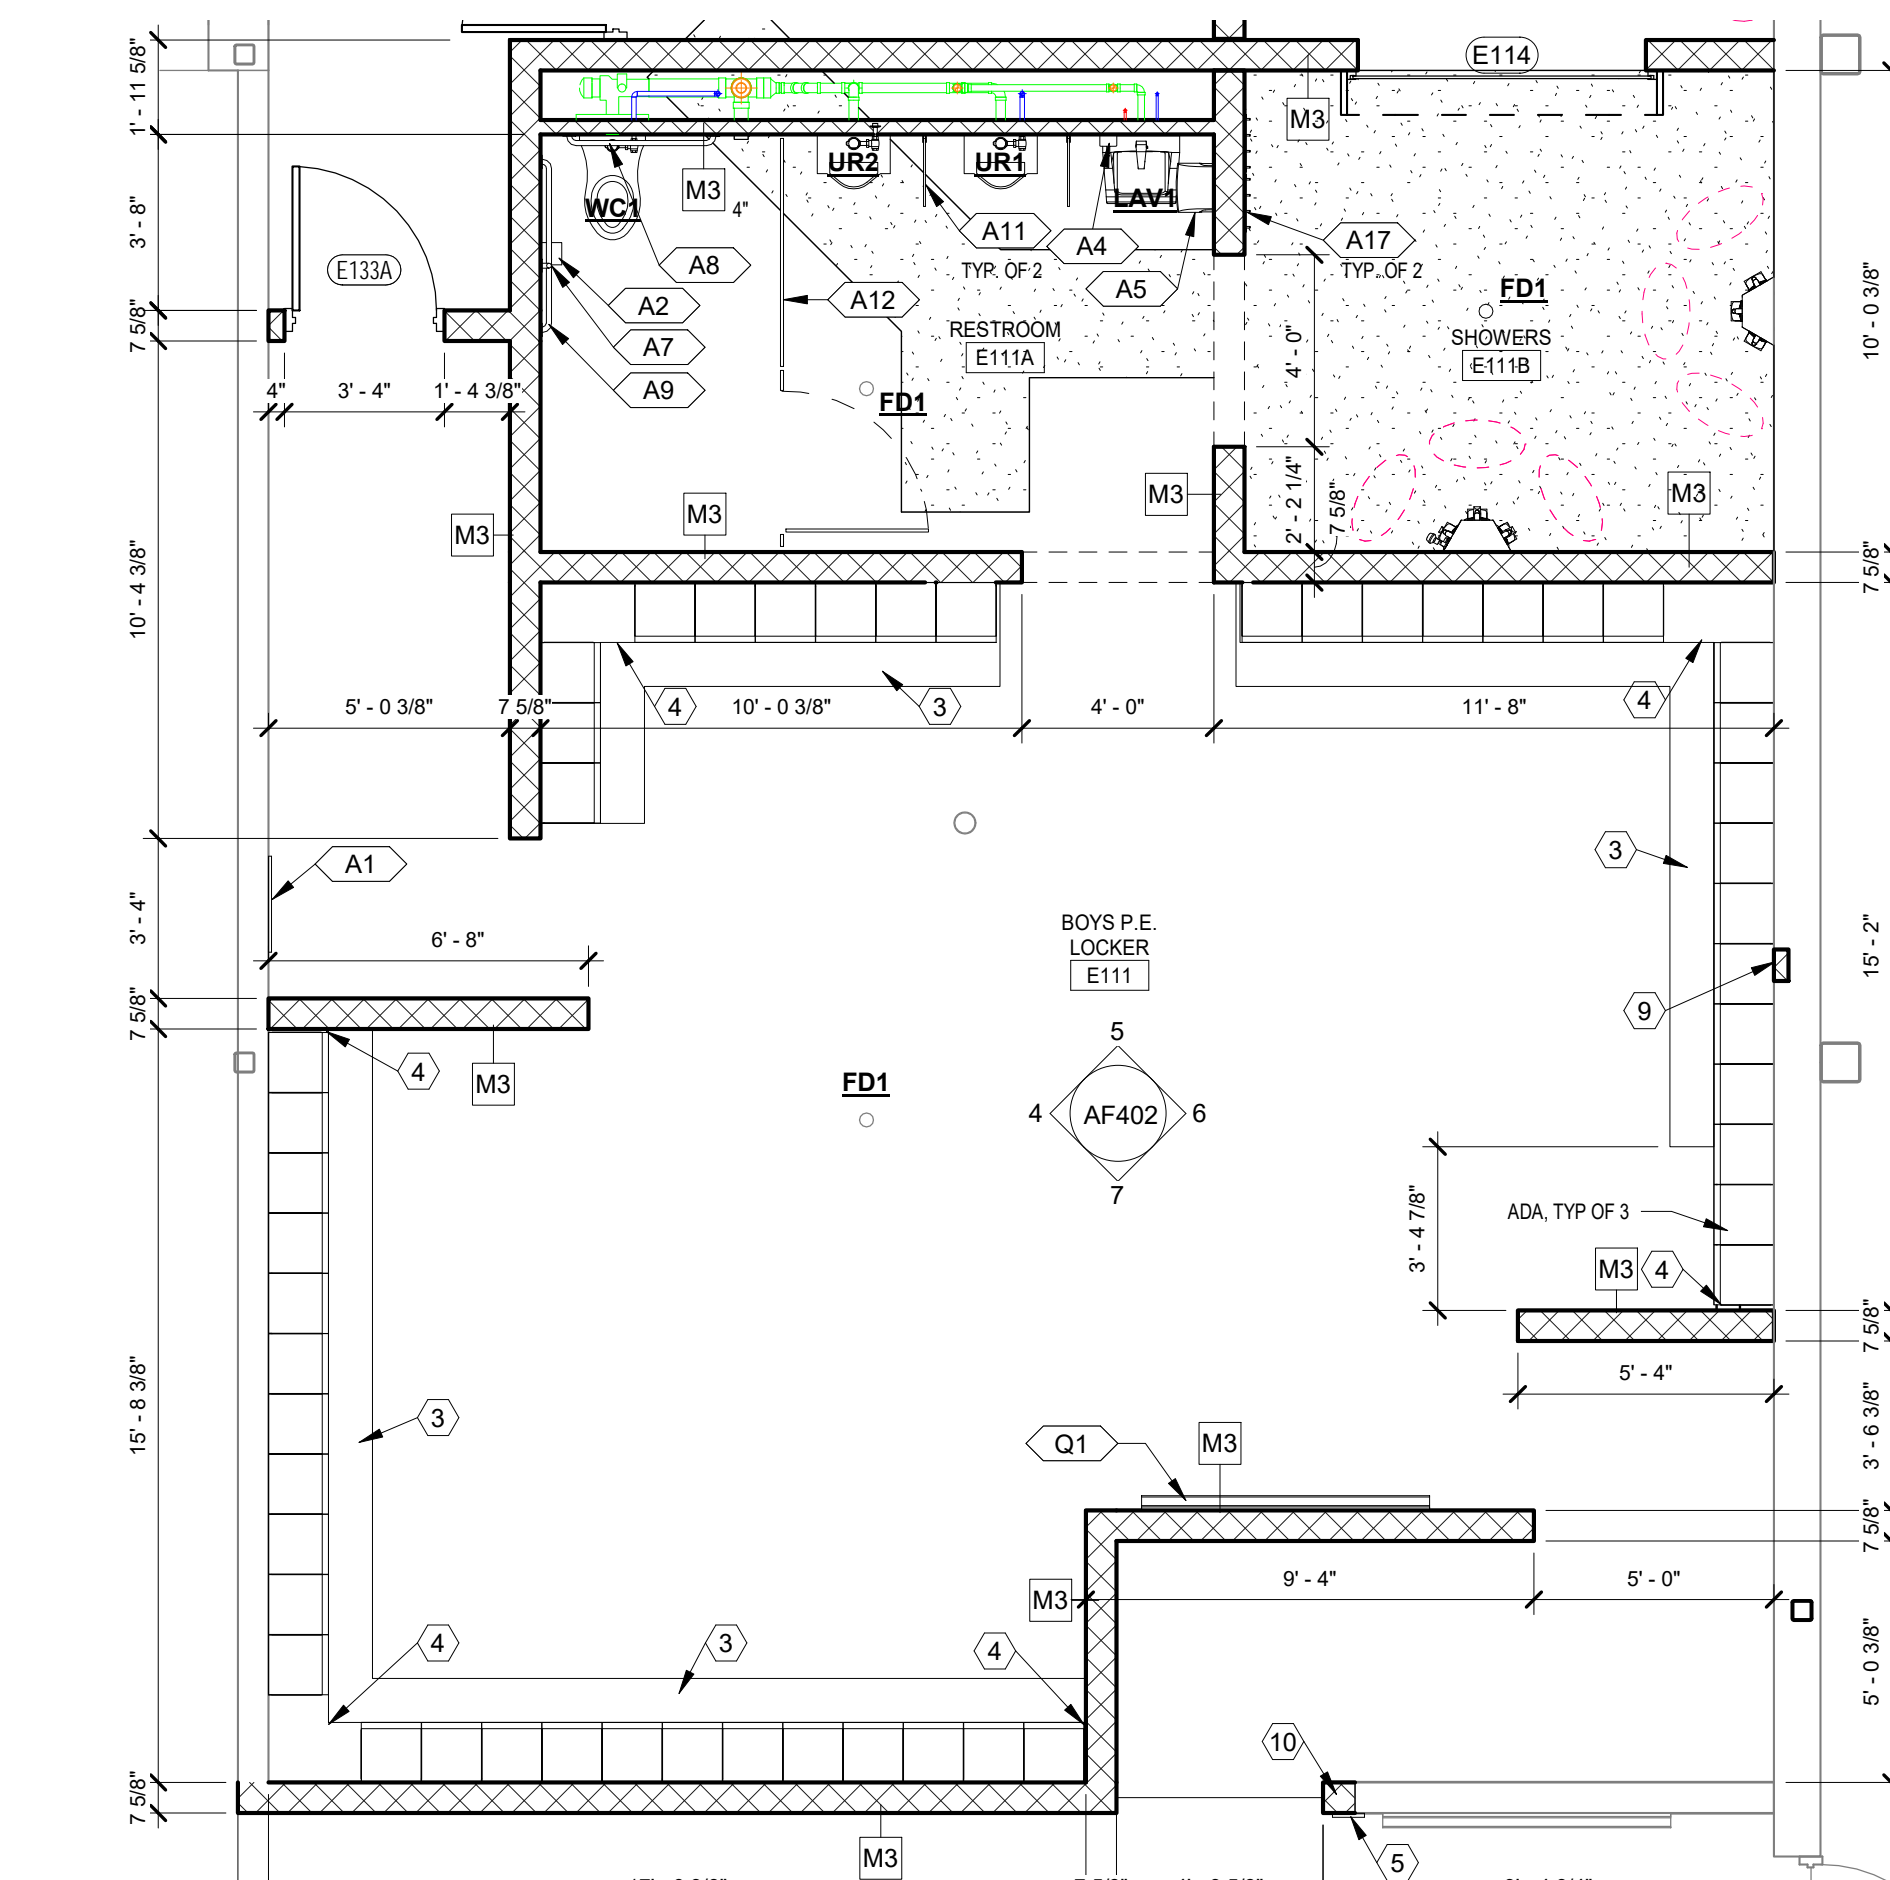 E114
1' - 11 5/8"
M3
UR2
UR1
M3
WC1
4"
LAV1
3' - 8"
A11
A4
A17
E133A
A8
TYP. OF 2
TYP. OF 2
A5
FD1
A2
A12
RESTROOM
E111A
SHOWERS
E111B
10' - 0 3/8"
7 5/8"
A7
4' - 0"
4"
3' - 4"
1' - 4 3/8"
A9
FD1
M3
M3
M3
M3
2' - 2 1/4"
7 5/8"
10' - 4 3/8"
7 5/8"
5' - 0 3/8"
7 5/8"
4
10' - 0 3/8"
3
4' - 0"
11' - 8"
4
A1
3
3' - 4"
6' - 8"
BOYS P.E.
LOCKER
E111
15' - 2"
7 5/8"
9
5
4
M3
FD1
4
AF402
6
7
3' - 4 7/8"
ADA, TYP OF 3
M3
4
7 5/8"
5' - 4"
15' - 8 3/8"
3
3' - 6 3/8"
Q1
M3
7 5/8"
9' - 4"
5' - 0"
M3
4
3
4
5' - 0 3/8"
10
7 5/8"
M3
5